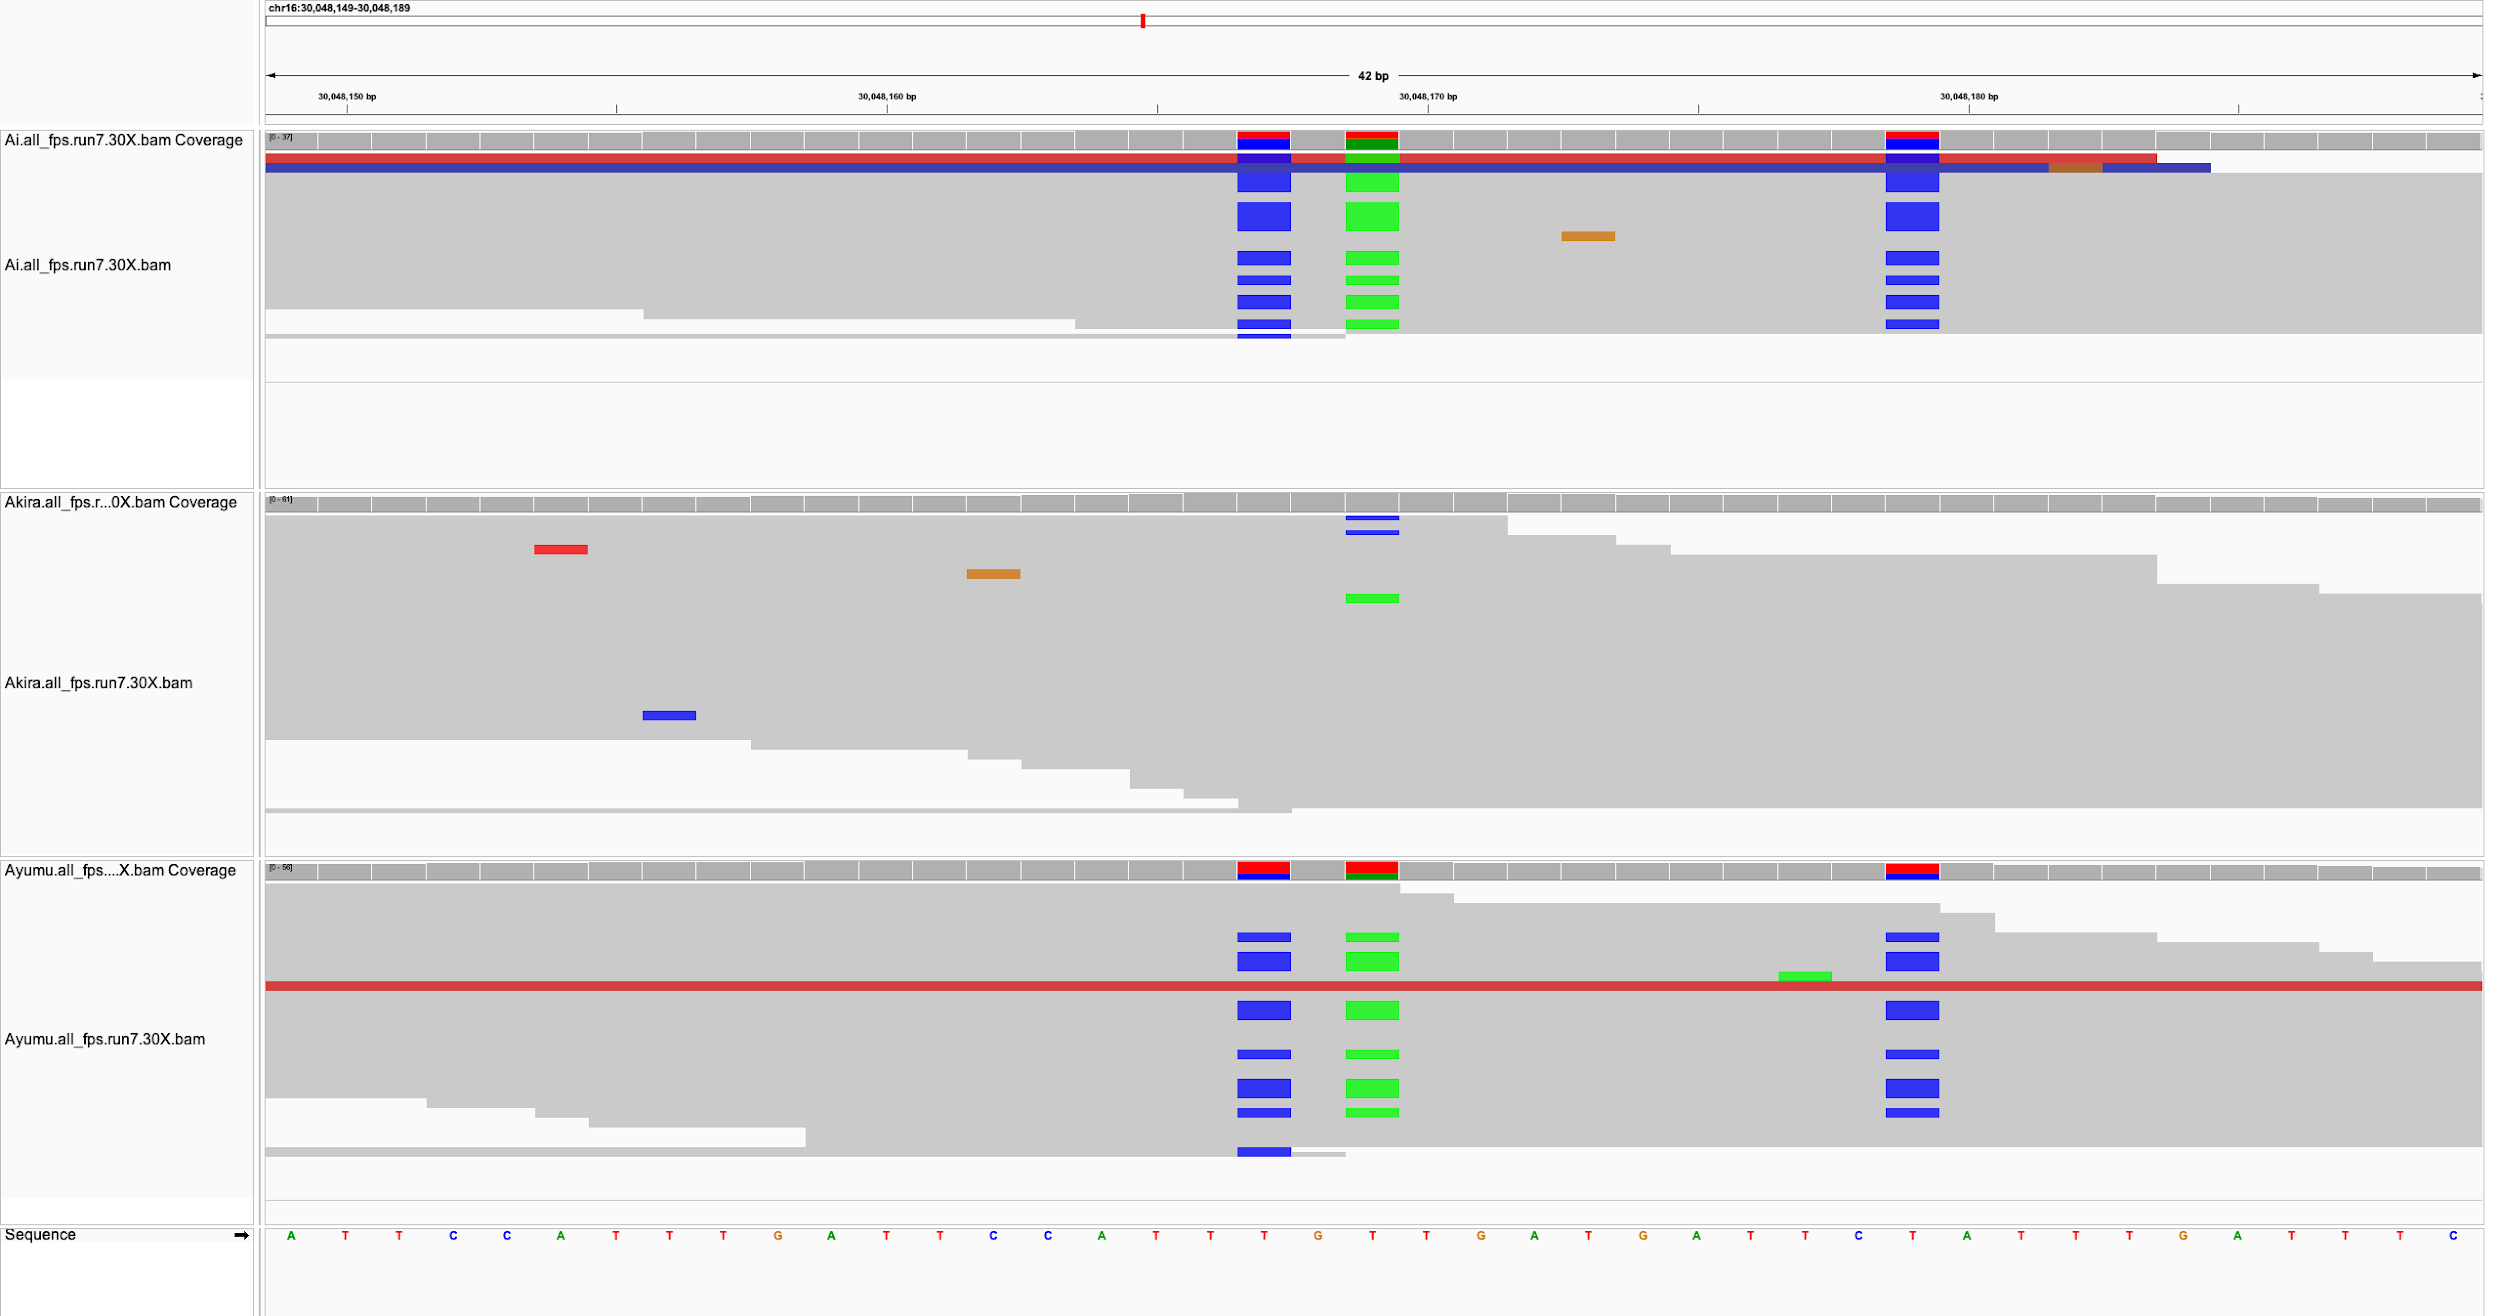 chr16:30,048,149-30,048,189
42 bp
30,048,150 bp 30,048,160 bp 30,048,170 bp 30,048,180 bp
Ai.all_fps.run7.30X.bam Coverage
[0 - 37]
Ai.all_fps.run7.30X.bam
Akira.all_fps.r...0X.bam Coverage
[0 - 61]
Akira.all_fps.run7.30X.bam
Ayumu.all_fps....X.bam Coverage
[0 - 56]
Ayumu.all_fps.run7.30X.bam
Sequence A T T C C A T T T G A T T C C A T T T G T T G A T G A T T C T A T T T G A T T T C